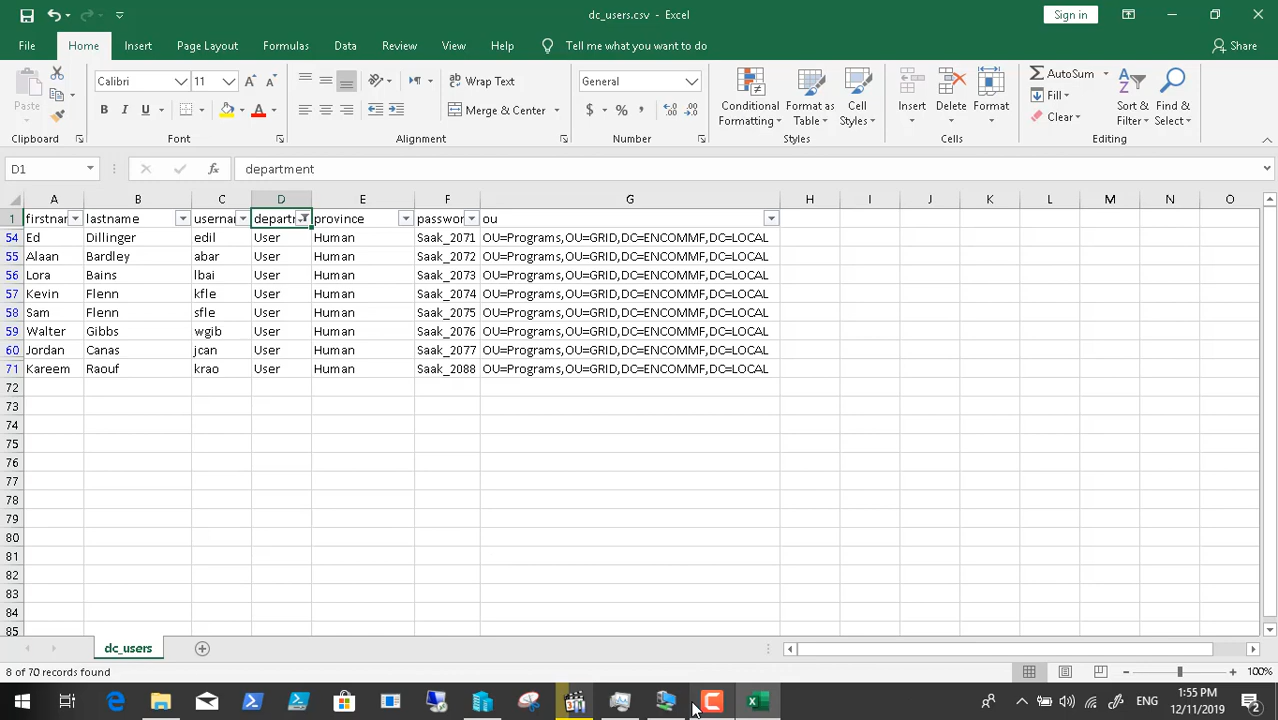 dc_users.csv - Excel
Sign in
File Home Insert Page Layout Formulas Data Review View Help Tell me what you want to do Share
Paste
Clipboard
Calibri 11
B I U A
Font
Wrap Text
Merge & Center
Alignment
General
$ % ,
Number
Conditional Formatting
Format as Table
Cell Styles
Styles
Insert Delete Format
Cells
AutoSum
Fill
Clear
Sort & Filter
Find & Select
Editing
D1 fx department
A B C D E F G H I J K L M N O
1 firstnar lastname usernar departr province passwor ou
54 Ed Dillinger edil User Human Saak_2071 OU=Programs,OU=GRID,DC=ENCOMMF,DC=LOCAL
55 Alaan Bardley abar User Human Saak_2072 OU=Programs,OU=GRID,DC=ENCOMMF,DC=LOCAL
56 Lora Bains lbai User Human Saak_2073 OU=Programs,OU=GRID,DC=ENCOMMF,DC=LOCAL
57 Kevin Flenn kfle User Human Saak_2074 OU=Programs,OU=GRID,DC=ENCOMMF,DC=LOCAL
58 Sam Flenn sfle User Human Saak_2075 OU=Programs,OU=GRID,DC=ENCOMMF,DC=LOCAL
59 Walter Gibbs wgib User Human Saak_2076 OU=Programs,OU=GRID,DC=ENCOMMF,DC=LOCAL
60 Jordan Canas jcan User Human Saak_2077 OU=Programs,OU=GRID,DC=ENCOMMF,DC=LOCAL
71 Kareem Raouf krao User Human Saak_2088 OU=Programs,OU=GRID,DC=ENCOMMF,DC=LOCAL
72
73
74
75
76
77
78
79
80
81
82
83
84
85
dc_users
8 of 70 records found
100%
ENG
1:55 PM
12/11/2019
2